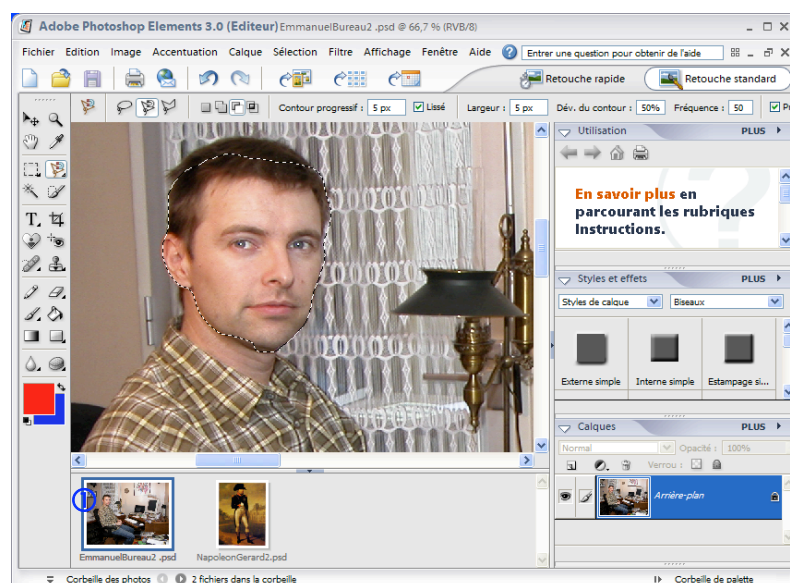 Adobe Photoshop Elements 3.0 (Editeur) EmmanuelBureau2 .psd @ 66,7 % (RVB/8)
Fichier Edition Image Accentuation Calque Sélection Filtre Affichage Fenêtre Aide ? Entrer une question pour obtenir de l'aide
Retouche rapide Retouche standard
Contour progressif : 5 px Lissé Largeur : 5 px Dév. du contour : 50% Fréquence : 50
Utilisation PLUS
En savoir plus en
parcourant les rubriques
Instructions.
Styles et effets PLUS
Styles de calque Biseaux
Externe simple Interne simple Estampage si...
Calques PLUS
Normal Opacité : 100%
Verrou :
Arrière-plan
1
EmmanuelBureau2 .psd NapoleonGerard2.psd
Corbeille des photos 2 fichiers dans la corbeille Corbeille de palette